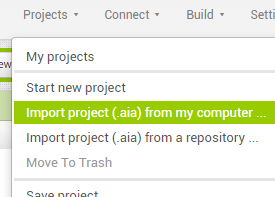 Projects Connect Build Settin
My projects
Start new project
Import project (.aia) from my computer ...
Import project (.aia) from a repository ...
Move To Trash
Save project